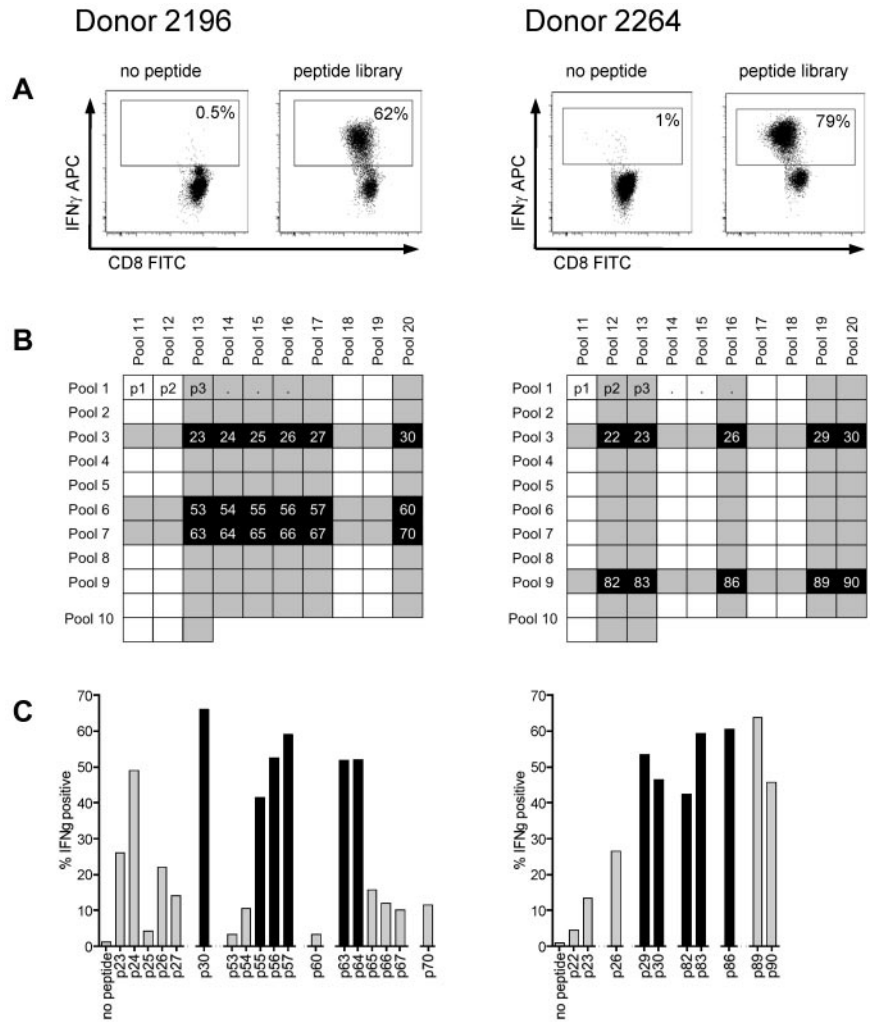 Donor 2196 Donor 2264
A
no peptide peptide library no peptide peptide library
0.5% 62% 1% 79%
IFNγ APC IFNγ APC
CD8 FITC CD8 FITC
B
Pool 11 Pool 12 Pool 13 Pool 14 Pool 15 Pool 16 Pool 17 Pool 18 Pool 19 Pool 20 Pool 11 Pool 12 Pool 13 Pool 14 Pool 15 Pool 16 Pool 17 Pool 18 Pool 19 Pool 20
Pool 1 p1 p2 p3 . . . Pool 1 p1 p2 p3 . . .
Pool 2 Pool 2
Pool 3 23 24 25 26 27 30 Pool 3 22 23 26 29 30
Pool 4 Pool 4
Pool 5 Pool 5
Pool 6 53 54 55 56 57 60 Pool 6
Pool 7 63 64 65 66 67 70 Pool 7
Pool 8 Pool 8
Pool 9 Pool 9 82 83 86 89 90
Pool 10 Pool 10
C
70 70
60 60
50 50
40 40
30 30
20 20
10 10
0 0
% IFNg positive % IFNg positive
no peptide p23 p24 p25 p26 p27 p30 p53 p54 p55 p56 p57 p60 p63 p64 p65 p66 p67 p70 no peptide p22 p23 p26 p29 p30 p82 p83 p86 p89 p90